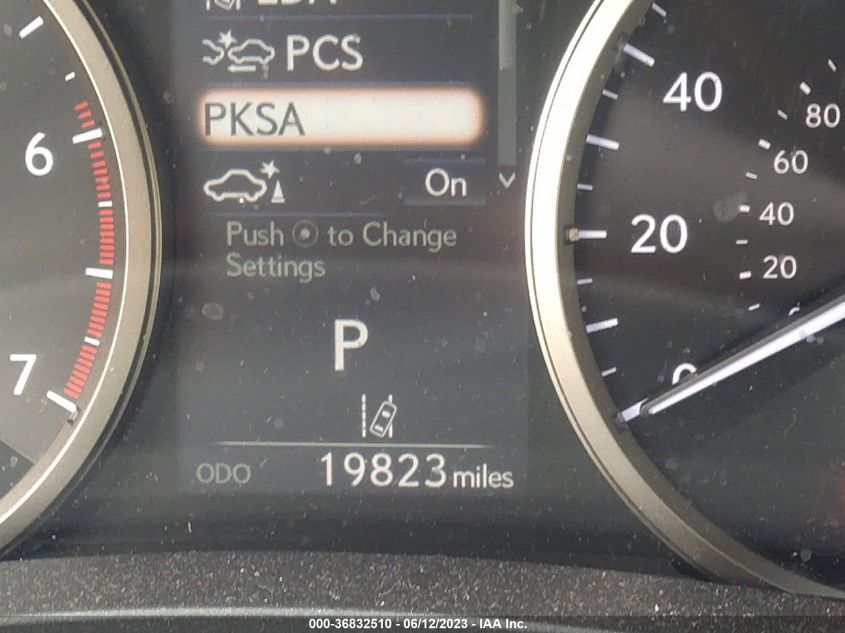 PCS
PKSA
On
Push to Change
Settings
P
ODO 19823 miles
6
7
40
20
0
80
60
40
20
000-36832510 - 06/12/2023 - IAA Inc.